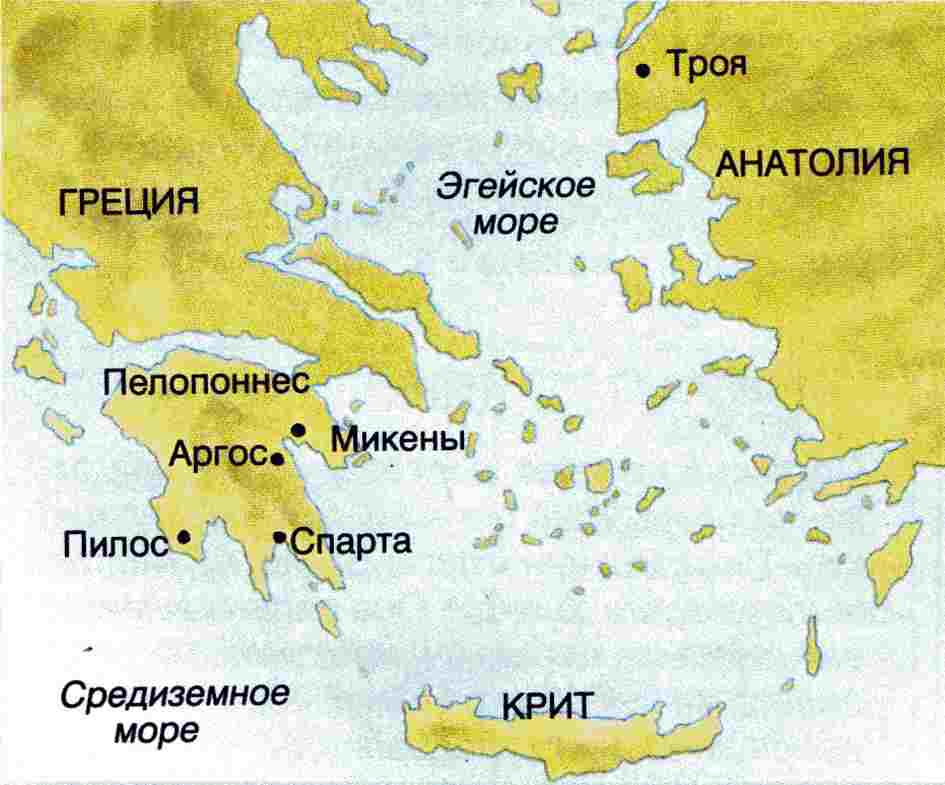 Троя
АНАТОЛИЯ
Эгейское
море
ГРЕЦИЯ
Пелопоннес
Микены
Аргос
Пилос
Спарта
Средиземное
море
КРИТ